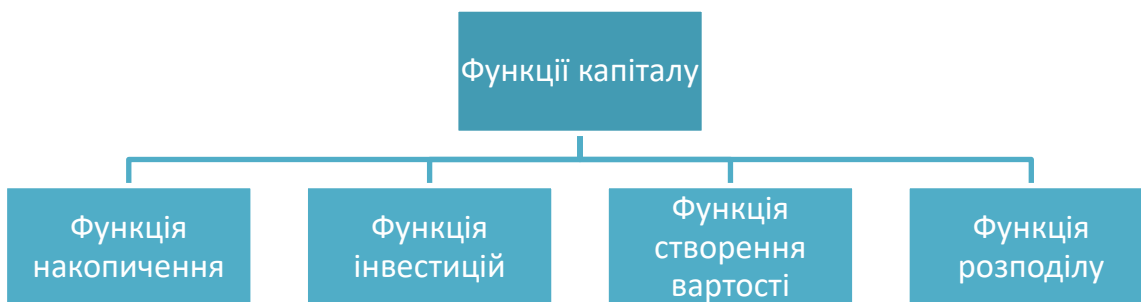 Функції капіталу
Функція
накопичення
Функція
інвестицій
Функція
створення
вартості
Функція
розподілу